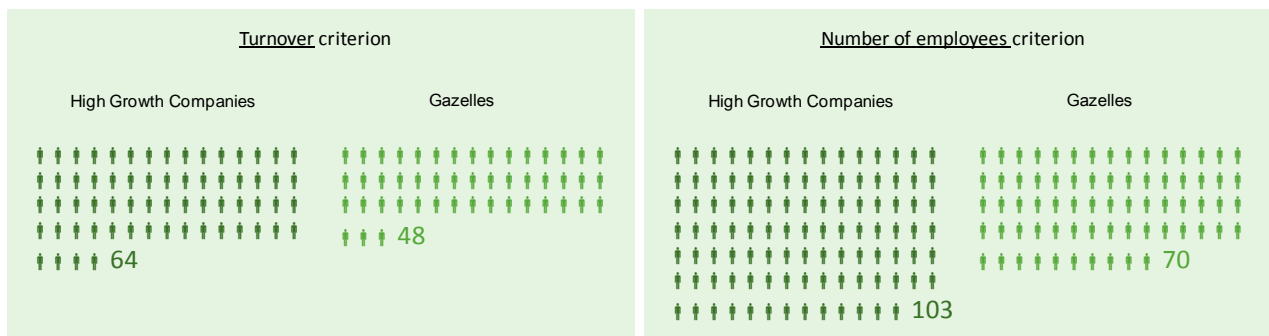 Turnover criterion
High Growth Companies
Gazelles
64
48
Number of employees criterion
High Growth Companies
Gazelles
103
70